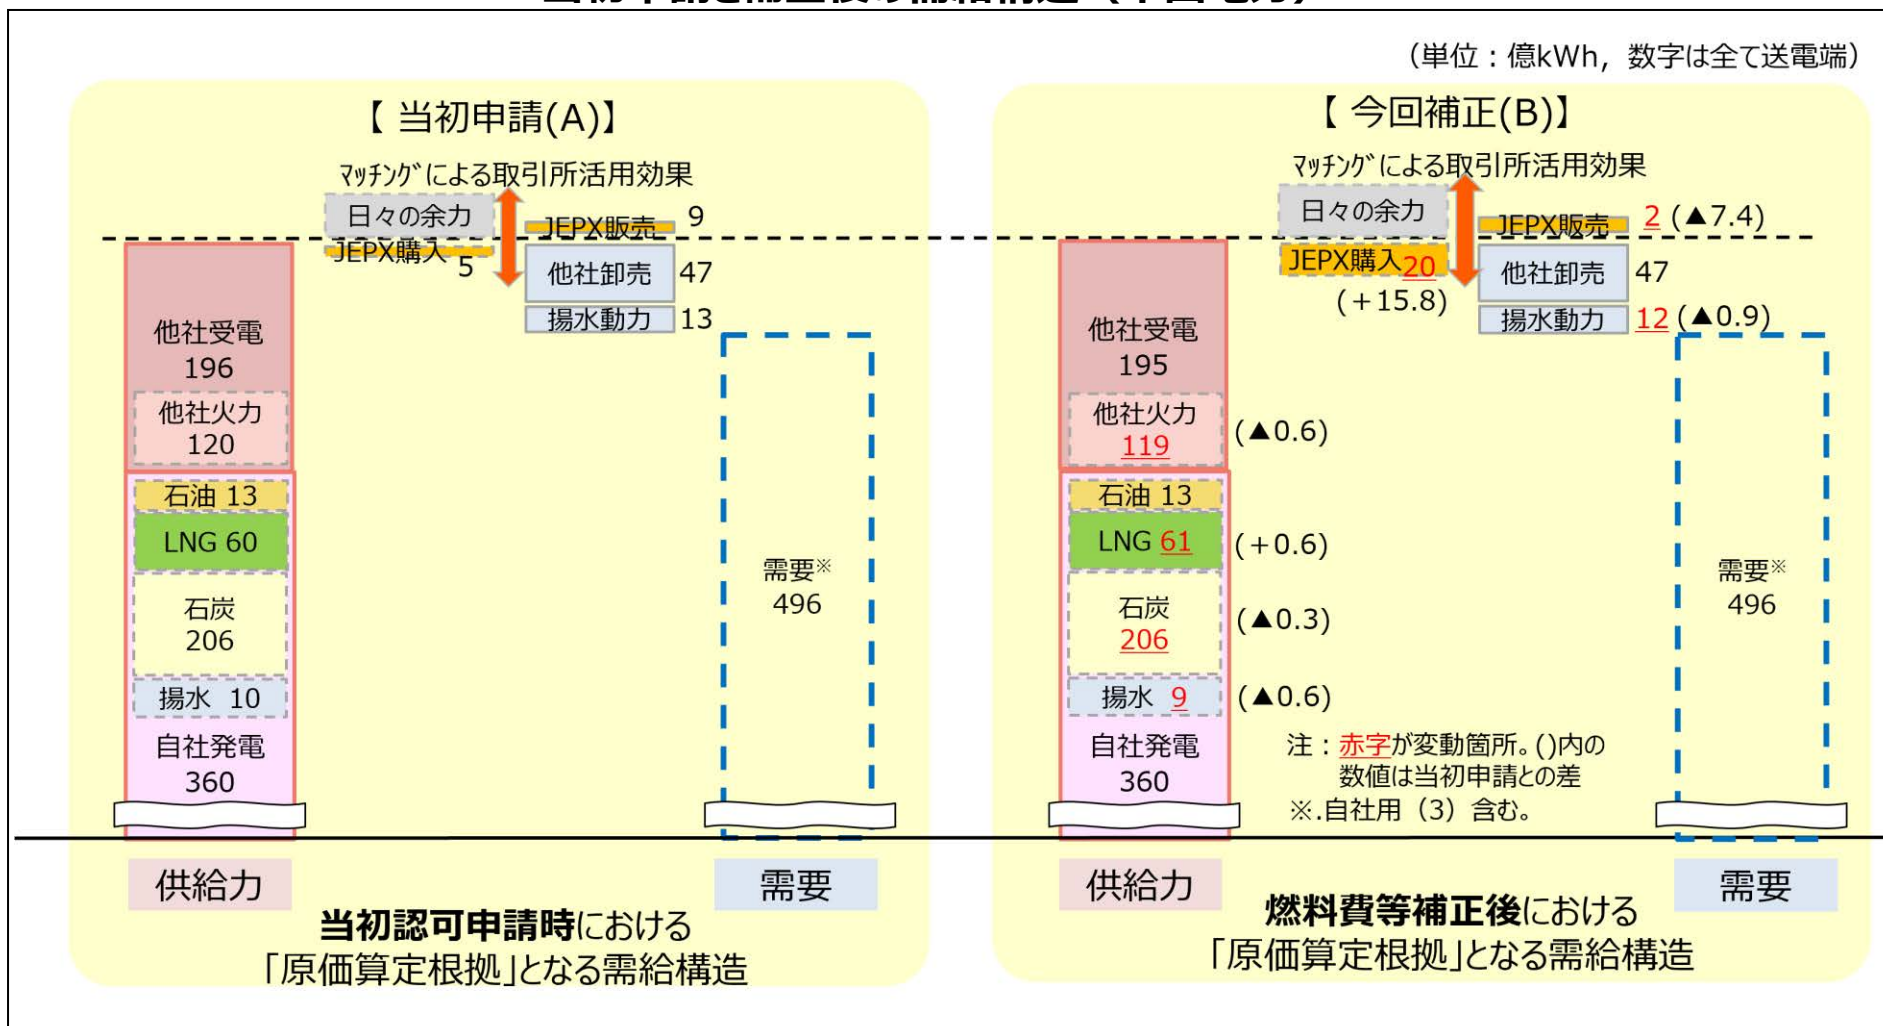 (単位：億kWh，数字は全て送電端)
【 当初申請(A)】
ﾏｯﾁﾝｸﾞによる取引所活用効果
日々の余力
JEPX販売 9
JEPX購入 5
他社卸売 47
揚水動力 13
他社受電
196
他社火力
120
石油 13
LNG 60
石炭
206
揚水 10
自社発電
360
需要※
496
供給力
需要
当初認可申請時における
「原価算定根拠」となる需給構造
【 今回補正(B)】
ﾏｯﾁﾝｸﾞによる取引所活用効果
日々の余力
JEPX販売 2 (▲7.4)
JEPX購入 20
(＋15.8)
他社卸売 47
揚水動力 12 (▲0.9)
他社受電
195
他社火力
119 (▲0.6)
石油 13
LNG 61 (＋0.6)
石炭
206 (▲0.3)
揚水 9 (▲0.6)
自社発電
360
需要※
496
注：赤字が変動箇所。()内の
数値は当初申請との差
※.自社用（3）含む。
供給力
需要
燃料費等補正後における
「原価算定根拠」となる需給構造